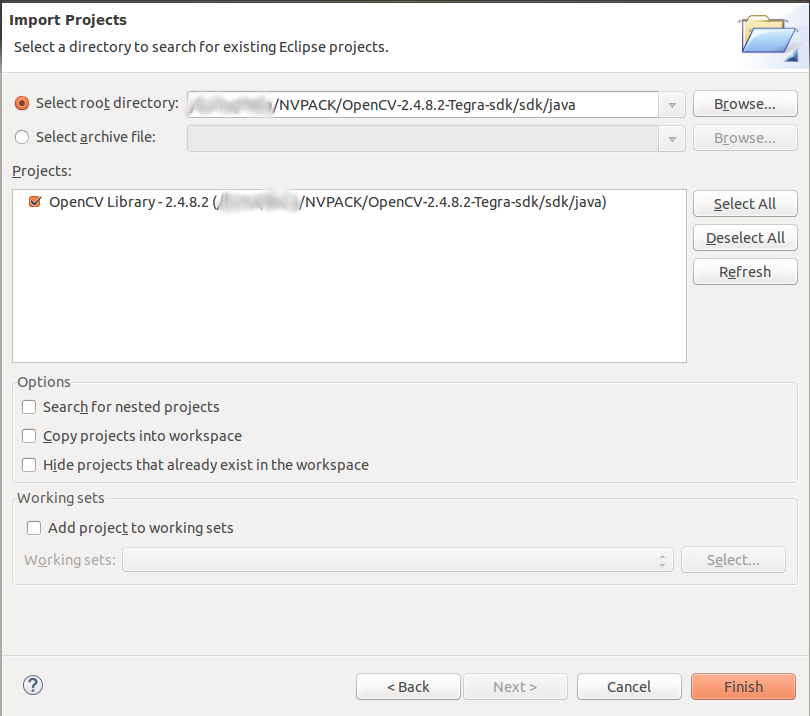 Import Projects
Select a directory to search for existing Eclipse projects.
Select root directory: /NVPACK/OpenCV-2.4.8.2-Tegra-sdk/sdk/java Browse...
Select archive file: Browse...
Projects:
OpenCV Library - 2.4.8.2 (/ /NVPACK/OpenCV-2.4.8.2-Tegra-sdk/sdk/java) Select All
Deselect All
Refresh
Options
Search for nested projects
Copy projects into workspace
Hide projects that already exist in the workspace
Working sets
Add project to working sets
Working sets: Select...
? < Back Next > Cancel Finish